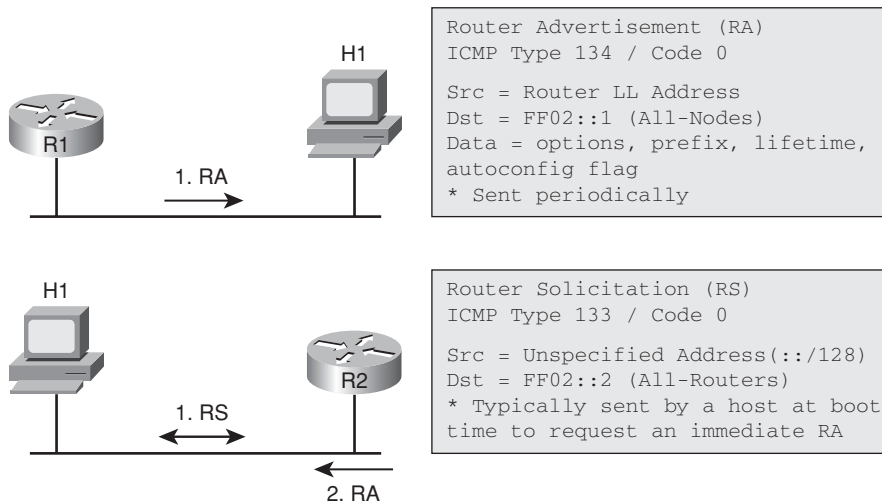 H1
R1
1. RA
Router Advertisement (RA)
ICMP Type 134 / Code 0
Src = Router LL Address
Dst = FF02::1 (All-Nodes)
Data = options, prefix, lifetime,
autoconfig flag
* Sent periodically
H1
R2
1. RS
2. RA
Router Solicitation (RS)
ICMP Type 133 / Code 0
Src = Unspecified Address(::/128)
Dst = FF02::2 (All-Routers)
* Typically sent by a host at boot
time to request an immediate RA